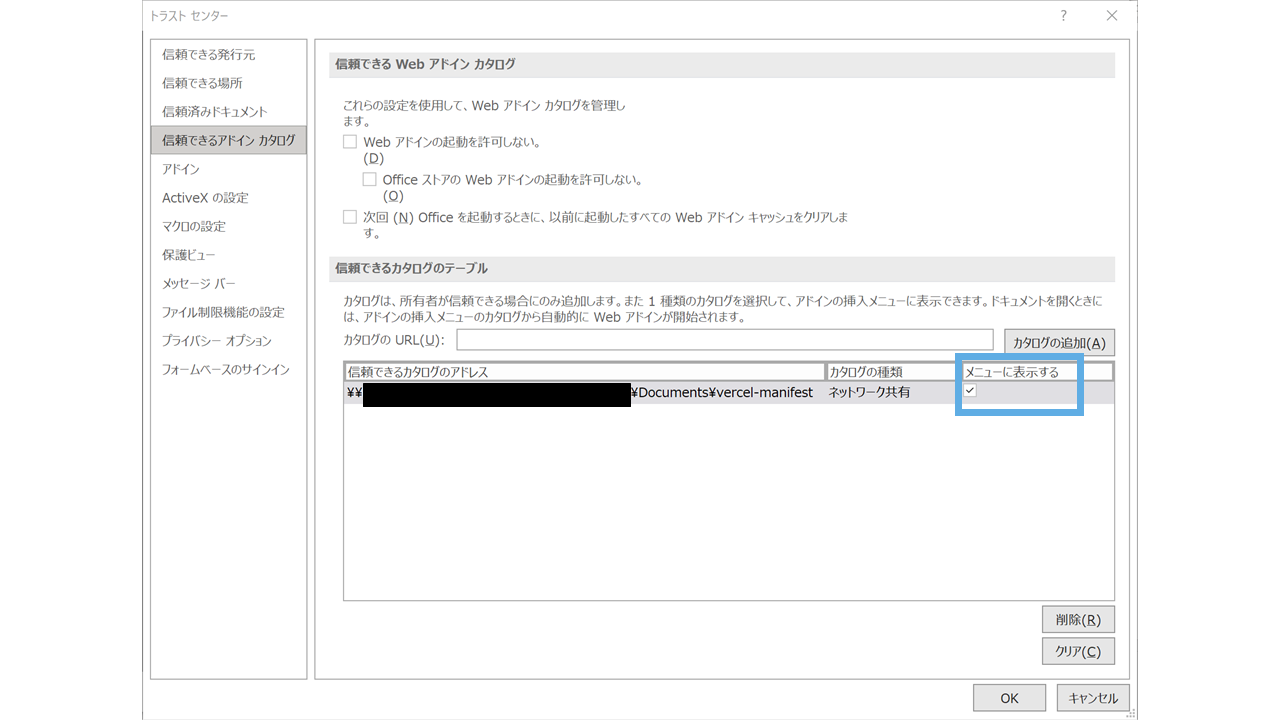 トラスト センター
?
信頼できる発行元
信頼できる場所
信頼済みドキュメント
信頼できるアドイン カタログ
アドイン
ActiveX の設定
マクロの設定
保護ビュー
メッセージ バー
ファイル制限機能の設定
プライバシー オプション
フォームベースのサインイン
信頼できる Web アドイン カタログ
これらの設定を使用して、Web アドイン カタログを管理し
ます。
Web アドインの起動を許可しない。
(D)
Office ストアの Web アドインの起動を許可しない。
(O)
次回 (N) Office を起動するときに、以前に起動したすべての Web アドイン キャッシュをクリアしま
す。
信頼できるカタログのテーブル
カタログは、所有者が信頼できる場合にのみ追加します。また 1 種類のカタログを選択して、アドインの挿入メニューに表示できます。ドキュメントを開くときに
は、アドインの挿入メニューのカタログから自動的に Web アドインが開始されます。
カタログの URL(U):
カタログの追加(A)
信頼できるカタログのアドレス カタログの種類 メニューに表示する
¥¥ ¥Documents¥vercel-manifest ネットワーク共有
削除(R)
クリア(C)
OK
キャンセル